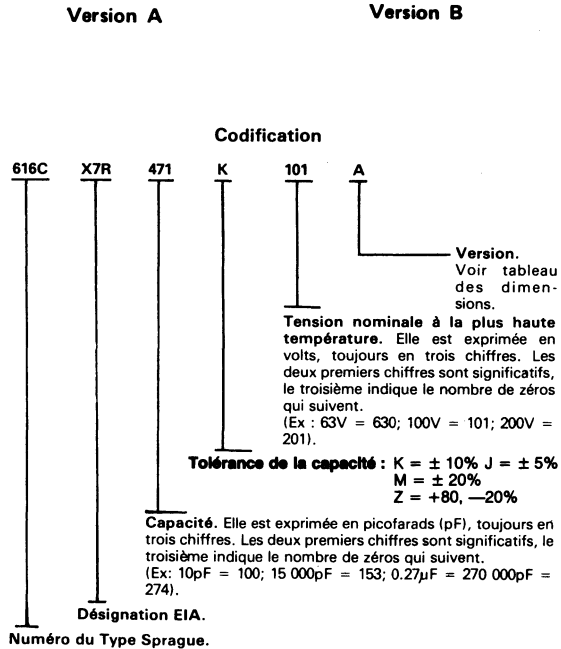 Version A Version B
Codification
616C X7R 471 K 101 A
Version.
Voir tableau
des dimen-
sions.
Tension nominale à la plus haute
température. Elle est exprimée en
volts, toujours en trois chiffres. Les
deux premiers chiffres sont significatifs,
le troisième indique le nombre de zéros
qui suivent.
(Ex : 63V = 630; 100V = 101; 200V =
201).
Tolérance de la capacité : K = ± 10% J = ± 5%
M = ± 20%
Z = +80, —20%
Capacité. Elle est exprimée en picofarads (pF), toujours en
trois chiffres. Les deux premiers chiffres sont significatifs, le
troisième indique le nombre de zéros qui suivent.
(Ex: 10pF = 100; 15 000pF = 153; 0.27µF = 270 000pF =
274).
Désignation EIA.
Numéro du Type Sprague.